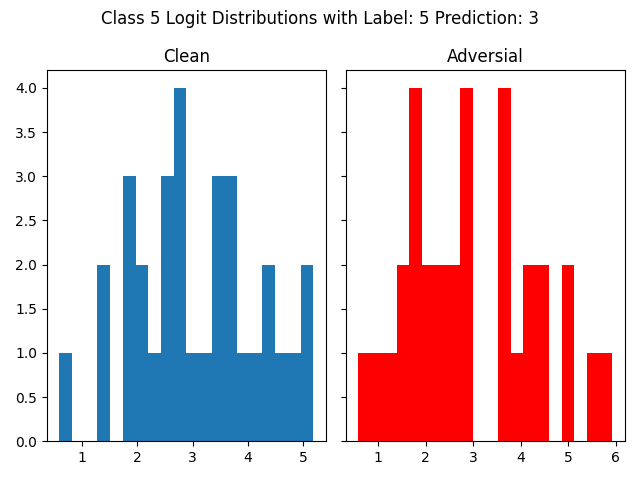 Class 5 Logit Distributions with Label: 5 Prediction: 3
Clean
Adversial
4.0
3.5
3.0
2.5
2.0
1.5
1.0
0.5
0.0
1 2 3 4 5
1 2 3 4 5 6